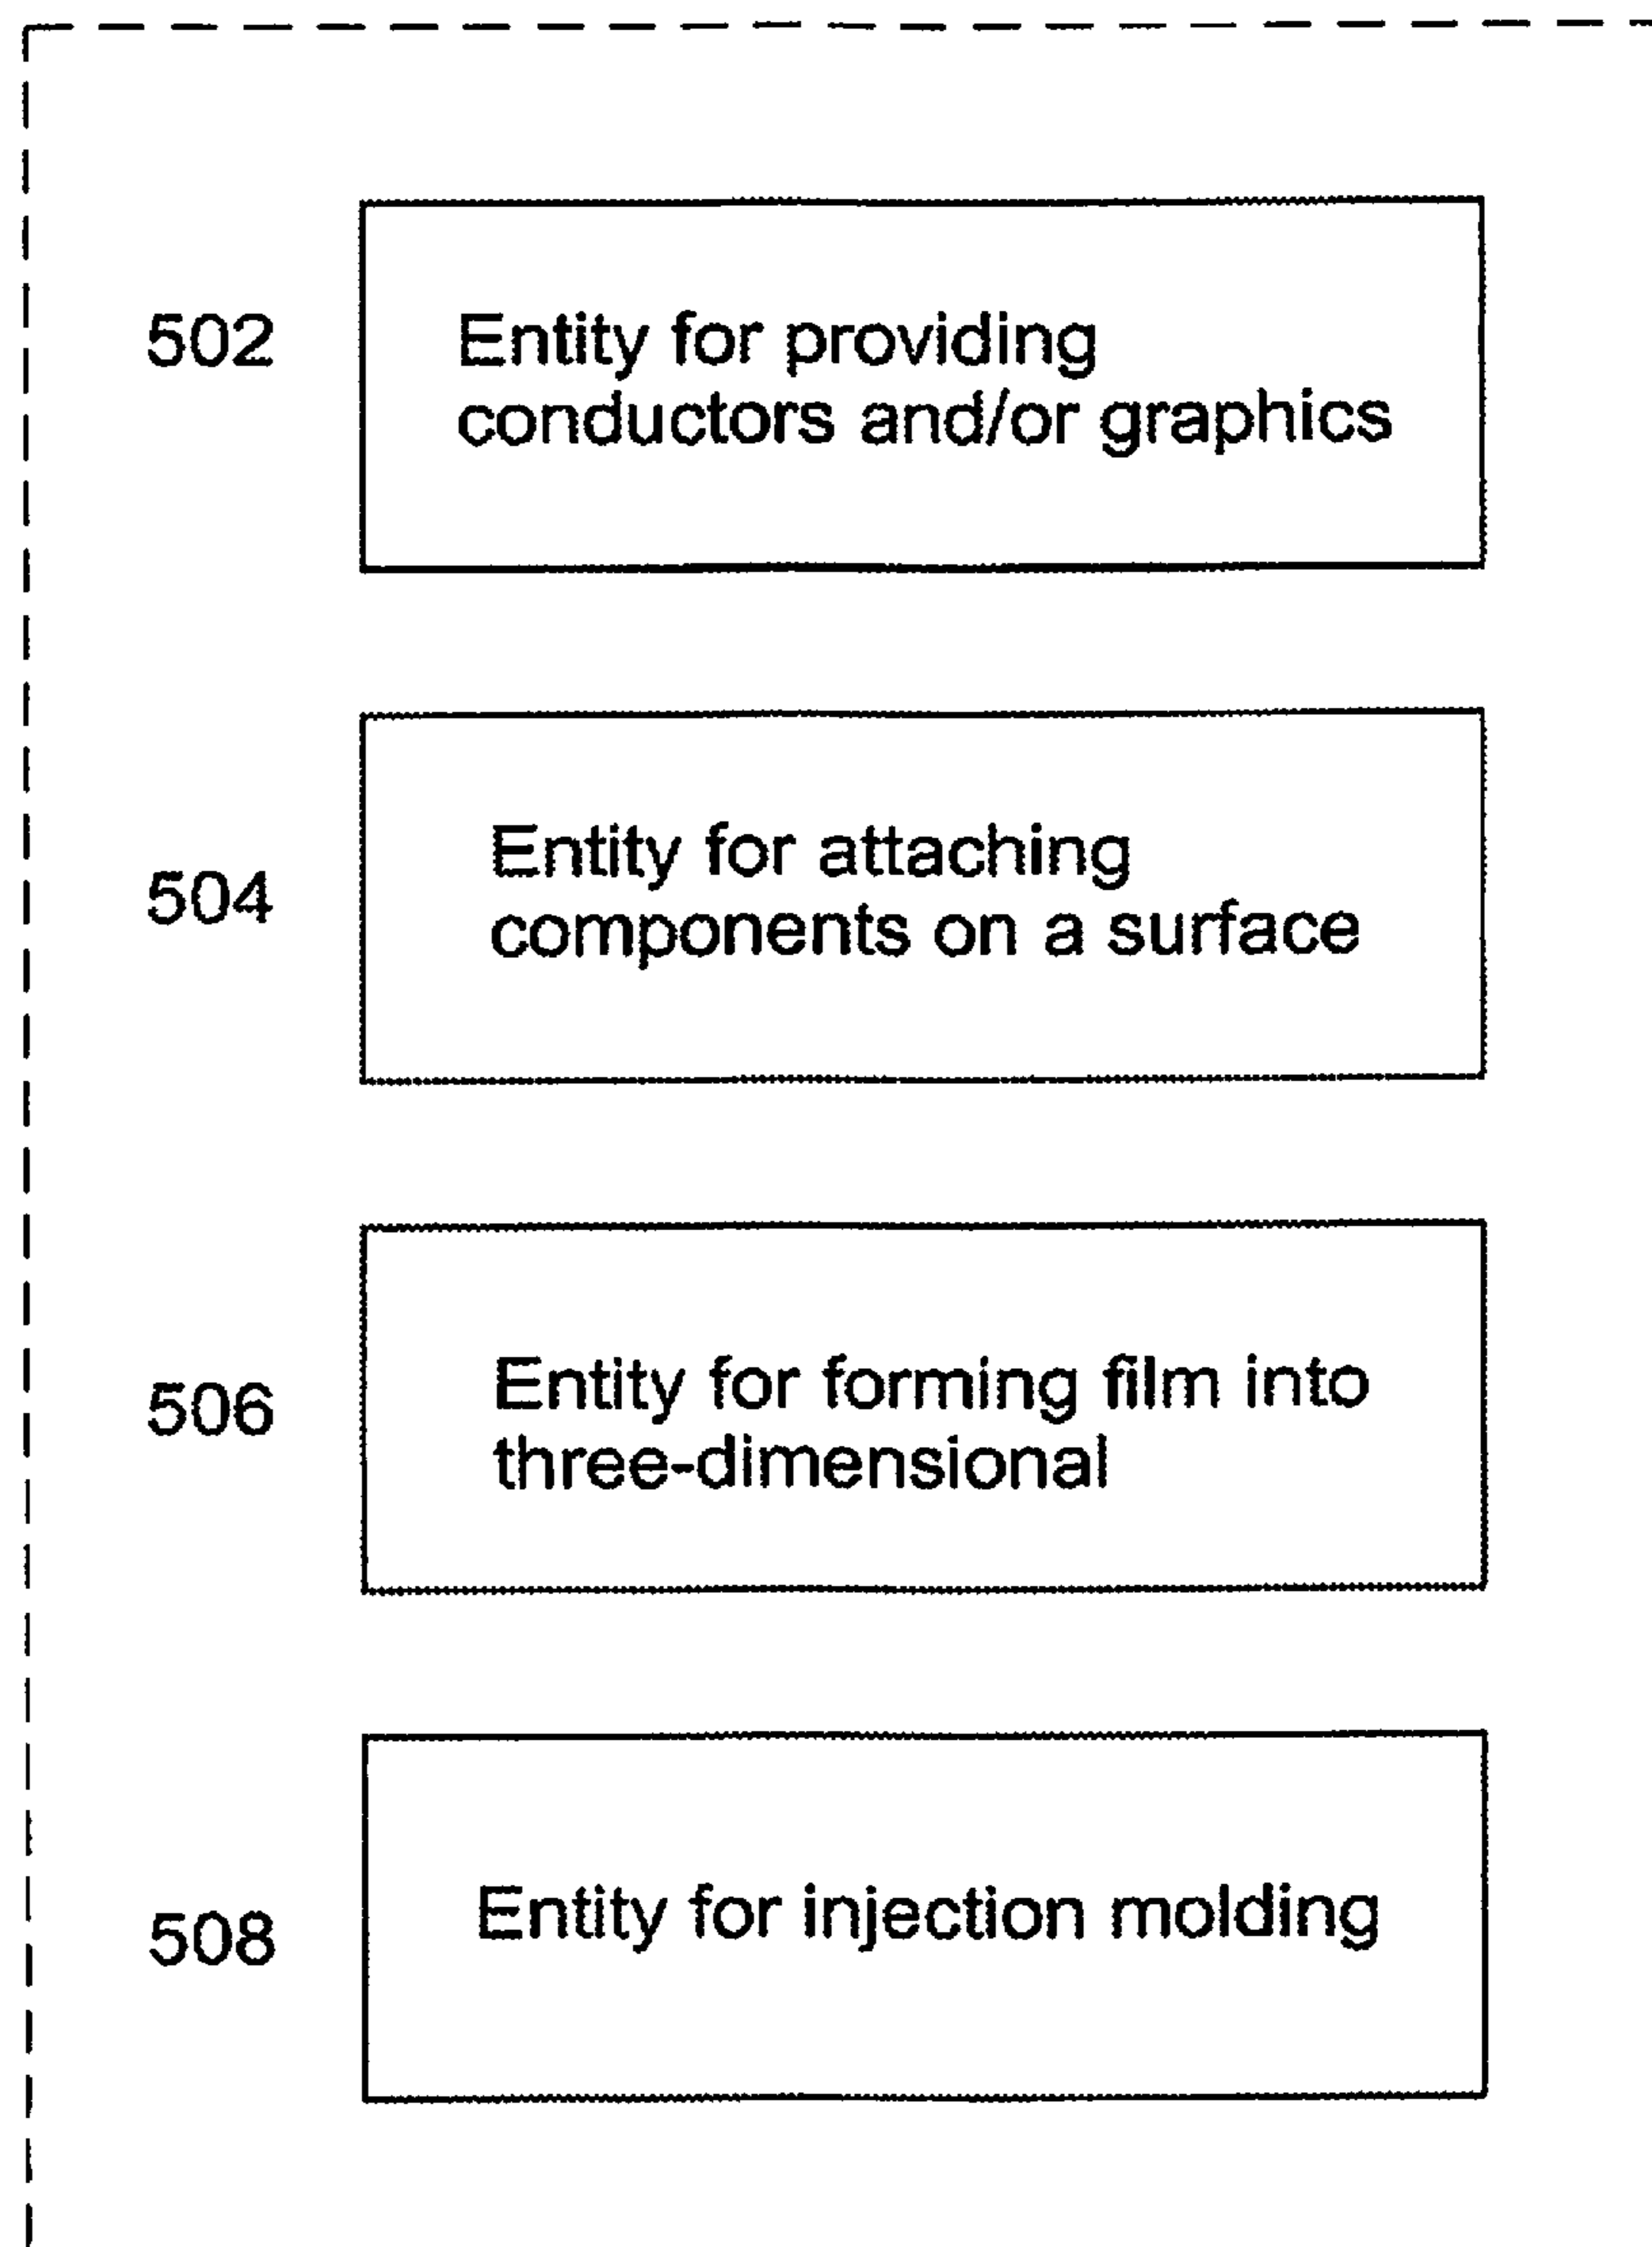 502
Entity for providing
conductors and/or graphics
504
Entity for attaching
components on a surface
506
Entity for forming film into
three-dimensional
508
Entity for injection molding